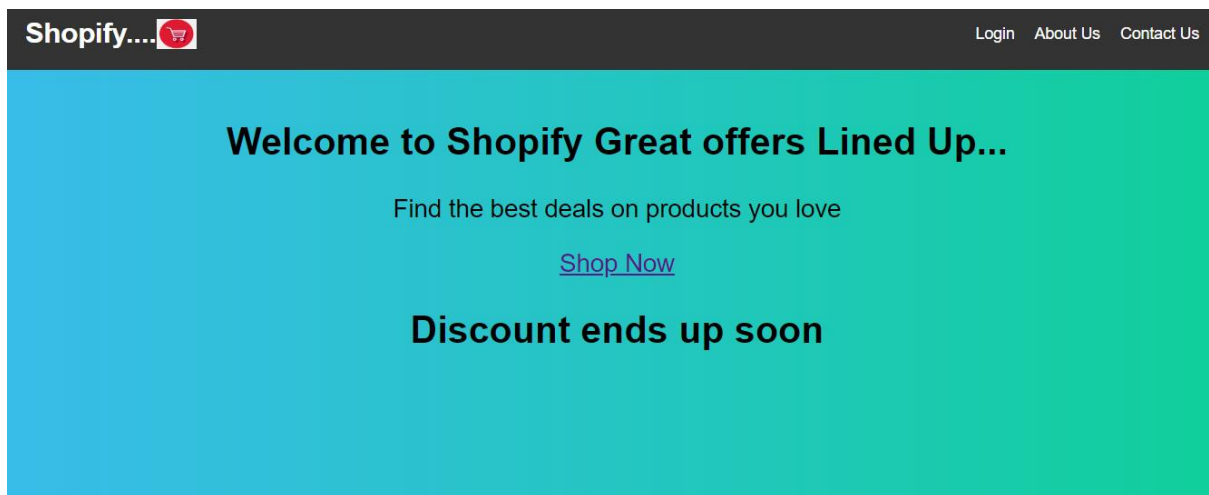 Shopify....
Login About Us Contact Us
Welcome to Shopify Great offers Lined Up...
Find the best deals on products you love
Shop Now
Discount ends up soon